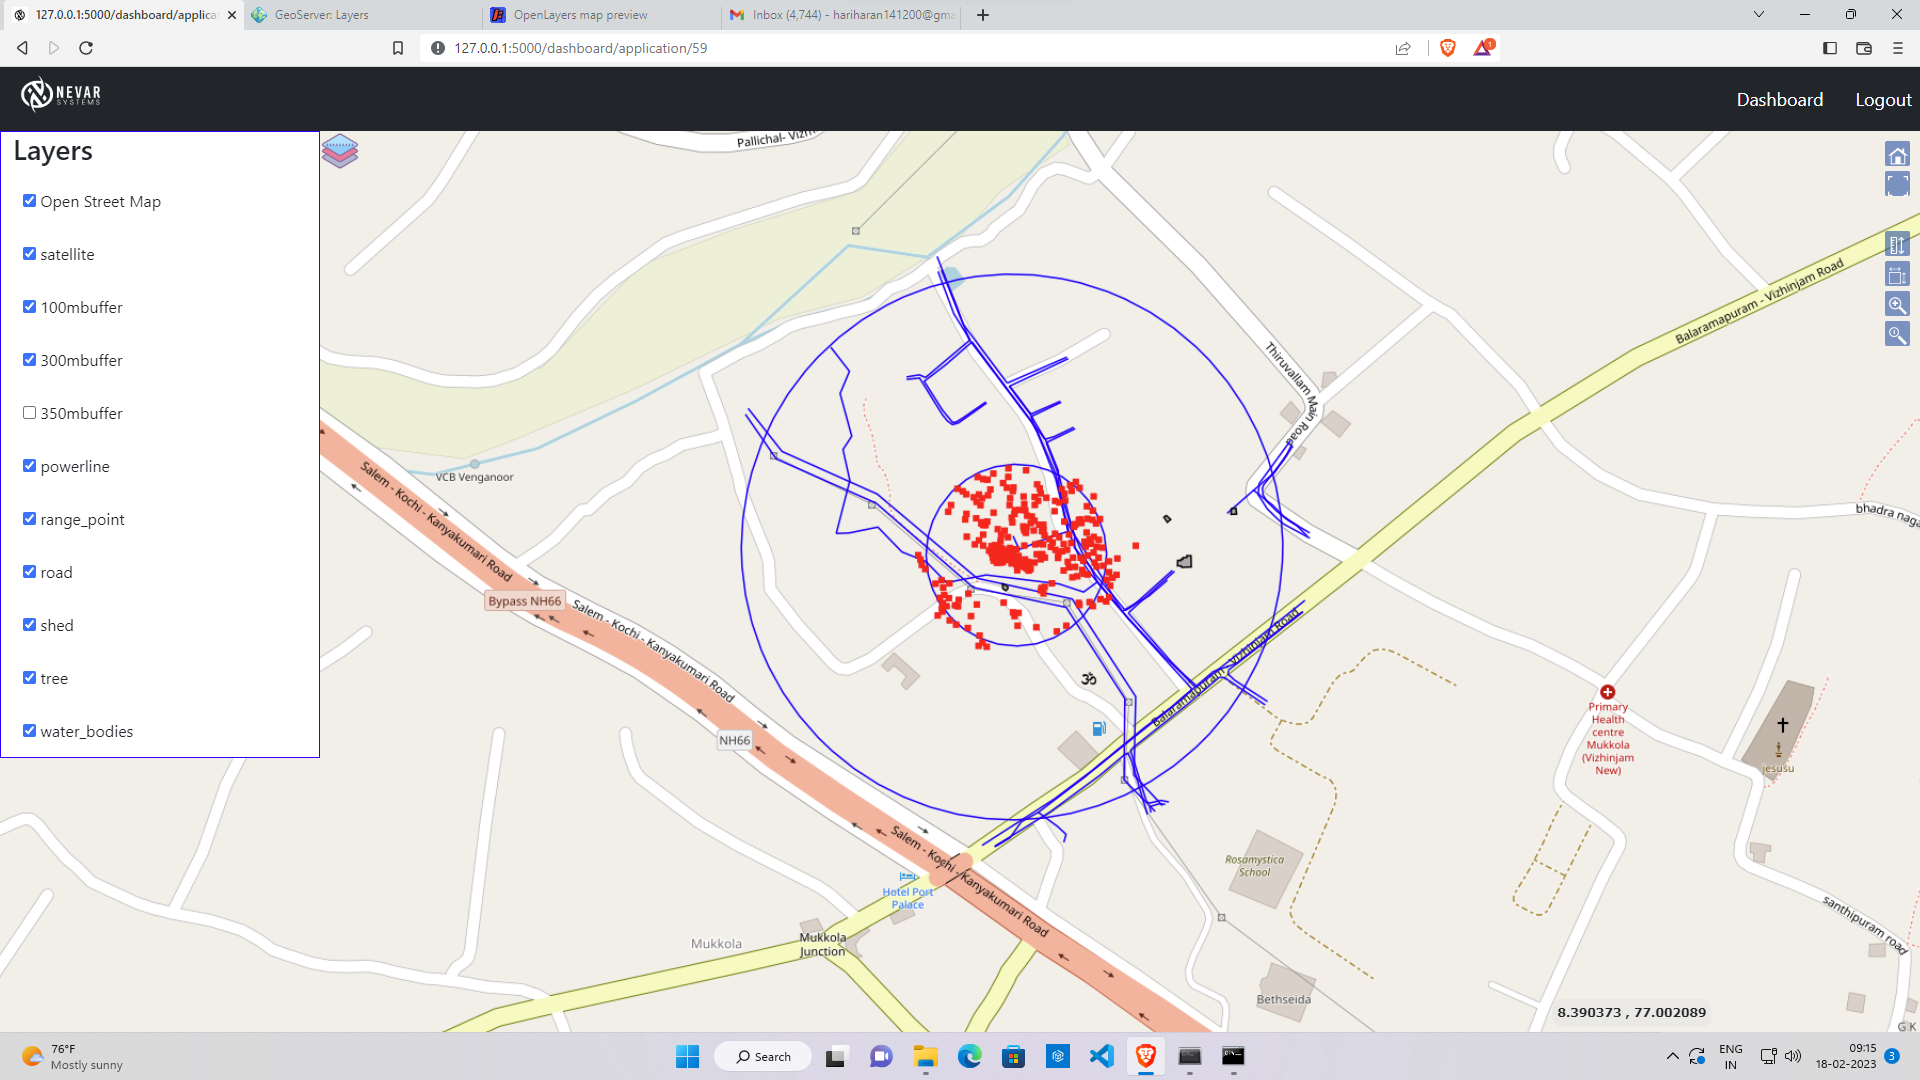 127.0.0.1:5000/dashboard/applicat
GeoServer: Layers
OpenLayers map preview
Inbox (4,744) - hariharan141200@gma
127.0.0.1:5000/dashboard/application/59
1
NEVAR
SYSTEMS
Dashboard
Logout
Layers
Open Street Map
satellite
100mbuffer
300mbuffer
350mbuffer
powerline
range_point
road
shed
tree
water_bodies
Pallichal- Vizh
Balaramapuram - Vizhinjam Road
Thiruvallam Main Road
VCB Venganoor
Salem - Kochi - Kanyakumari Road
bhadra naga
Bypass NH66
Salem - Kochi - Kanyakumari Road
ॐ
Balaramapuram - Vizhinjam Road
Primary
Health
centre
Mukkola
(Vizhinjam
New)
jesusu
NH66
Salem - Kochi - Kanyakumari Road
Rosamystica
School
Hotel Port
Palace
santhipuram road
Mukkola
Mukkola
Junction
Bethseida
8.390373 , 77.002089
G K
76°F
Mostly sunny
Search
ENG
IN
09:15
18-02-2023
3